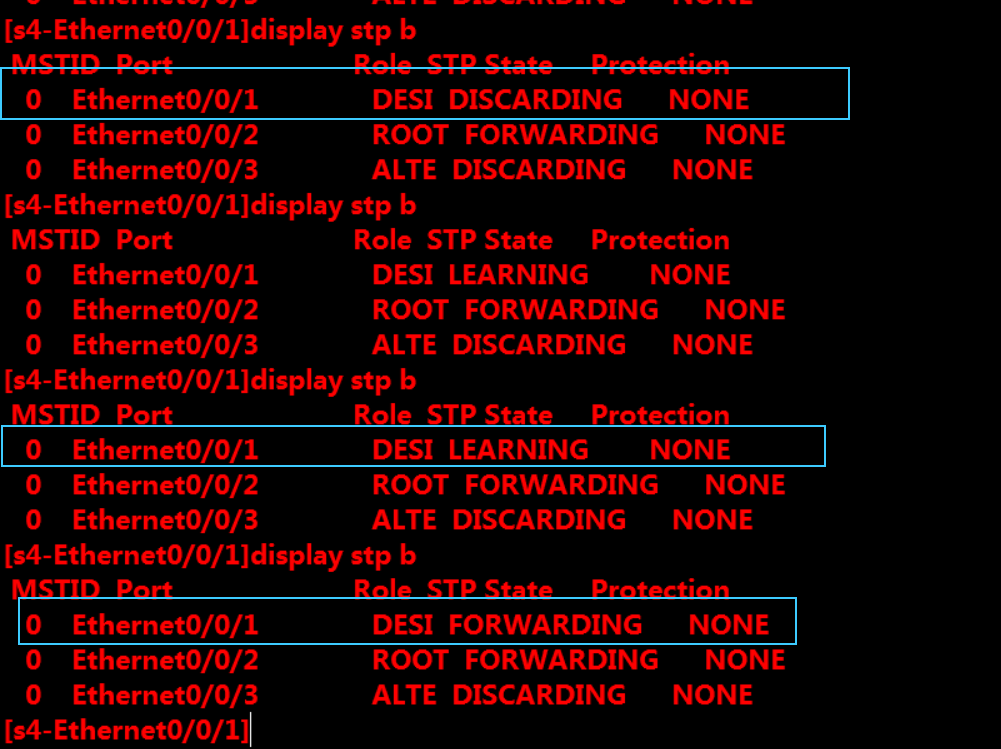 ALTE DISCARDING NONE
[s4-Ethernet0/0/1]display stp b
MSTID Port Role STP State Protection
0 Ethernet0/0/1 DESI DISCARDING NONE
0 Ethernet0/0/2 ROOT FORWARDING NONE
0 Ethernet0/0/3 ALTE DISCARDING NONE
[s4-Ethernet0/0/1]display stp b
MSTID Port Role STP State Protection
0 Ethernet0/0/1 DESI LEARNING NONE
0 Ethernet0/0/2 ROOT FORWARDING NONE
0 Ethernet0/0/3 ALTE DISCARDING NONE
[s4-Ethernet0/0/1]display stp b
MSTID Port Role STP State Protection
0 Ethernet0/0/1 DESI LEARNING NONE
0 Ethernet0/0/2 ROOT FORWARDING NONE
0 Ethernet0/0/3 ALTE DISCARDING NONE
[s4-Ethernet0/0/1]display stp b
MSTID Port Role STP State Protection
0 Ethernet0/0/1 DESI FORWARDING NONE
0 Ethernet0/0/2 ROOT FORWARDING NONE
0 Ethernet0/0/3 ALTE DISCARDING NONE
[s4-Ethernet0/0/1]